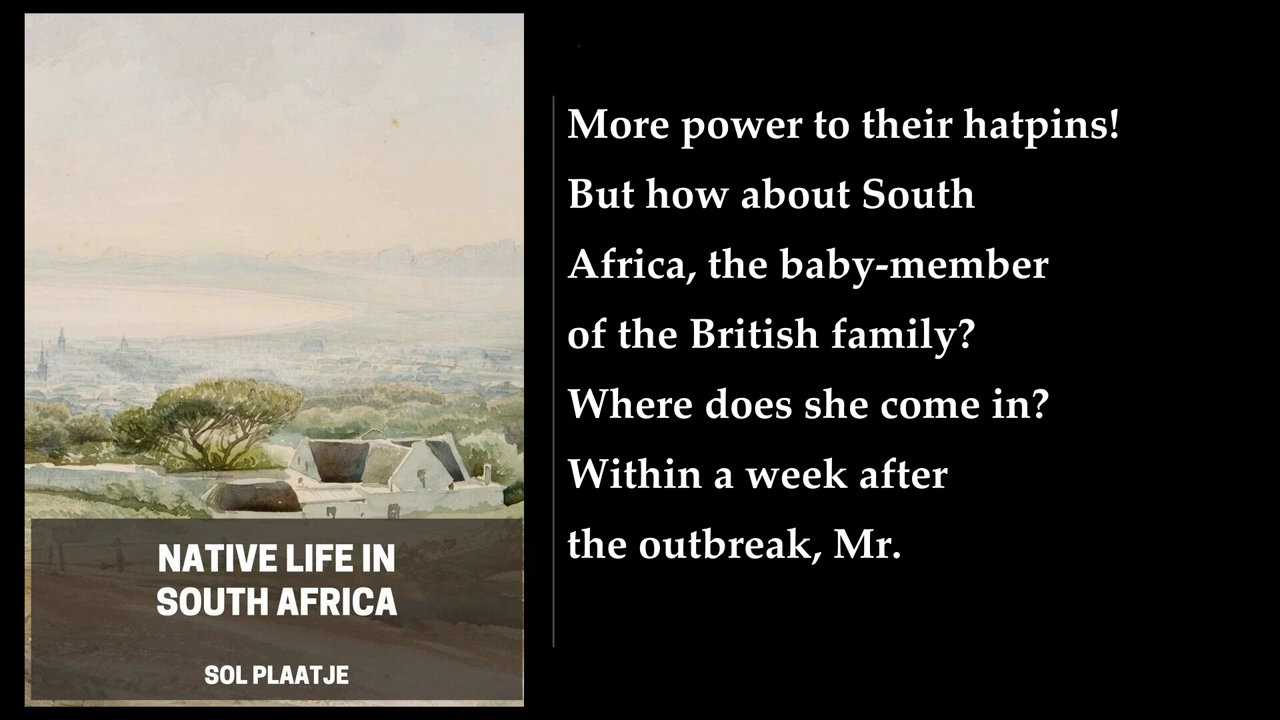 NATIVE LIFE IN
SOUTH AFRICA
SOL PLAATJE
More power to their hatpins!
But how about South
Africa, the baby-member
of the British family?
Where does she come in?
Within a week after
the outbreak, Mr.